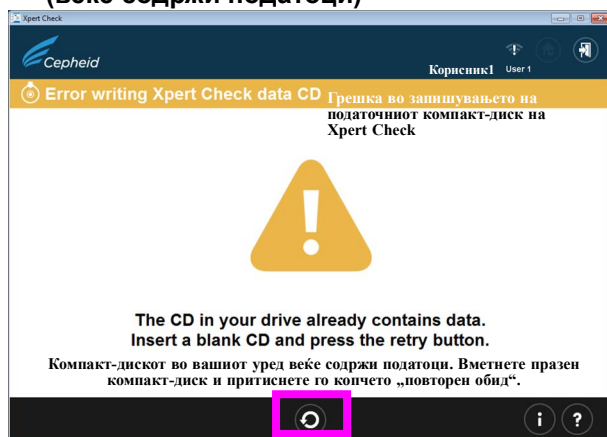 (веќе содржи податоци)
Xpert Check
Cepheid
Корисник1 User 1
Error writing Xpert Check data CD
Грешка во запишувањето на
податочниот компакт-диск на
Xpert Check
!
The CD in your drive already contains data.
Insert a blank CD and press the retry button.
Компакт-дискот во вашиот уред веќе содржи податоци. Вметнете празен
компакт-диск и притиснете го копчето „повторен обид“.
i ?